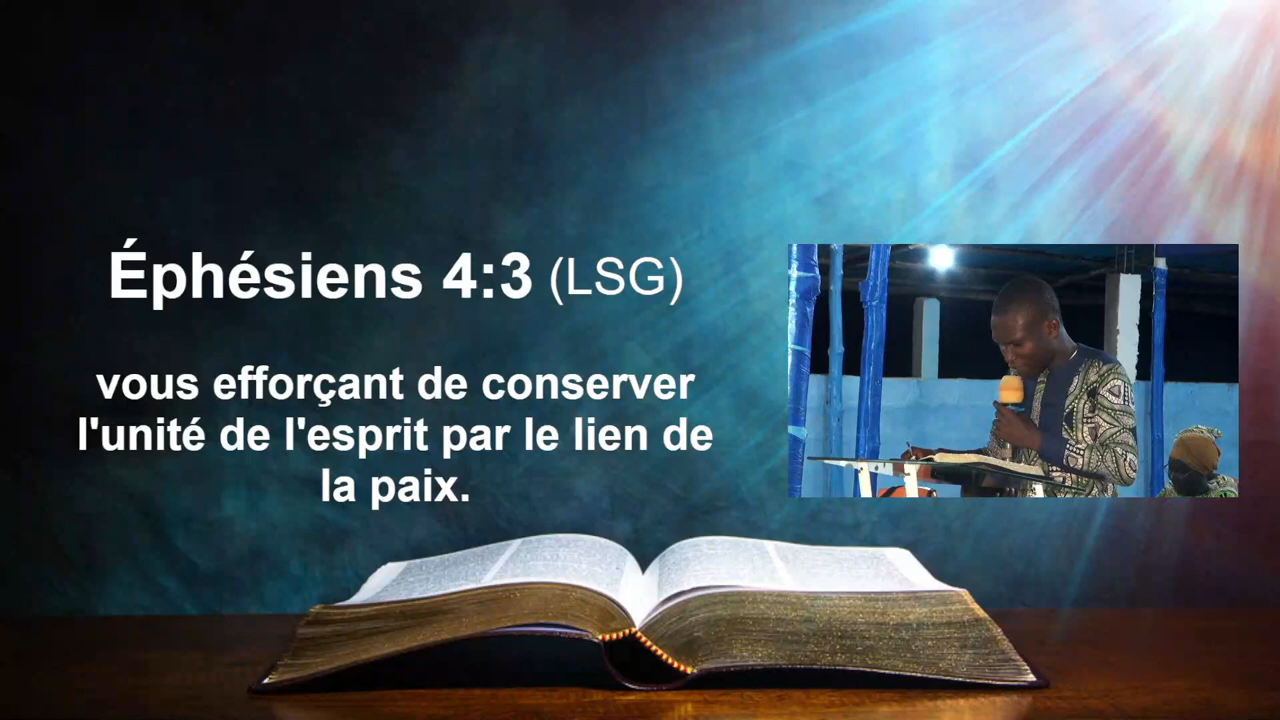 Éphésiens 4:3 (LSG)
vous efforçant de conserver
l'unité de l'esprit par le lien de
la paix.